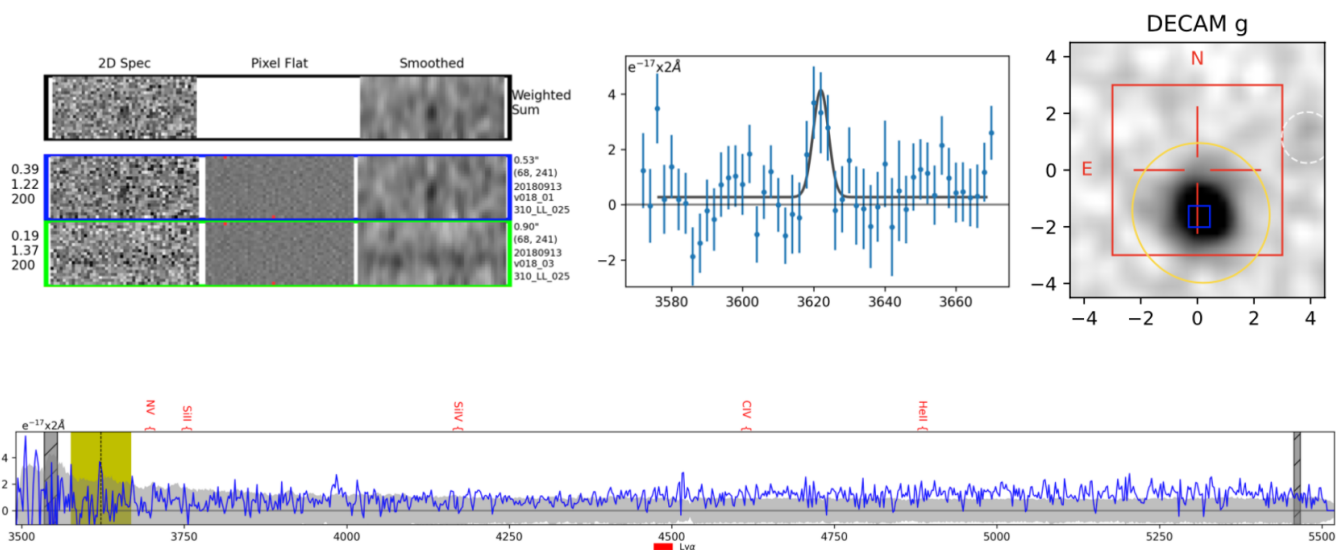 DECAM g
2D Spec Pixel Flat Smoothed
Weighted
Sum
0.39
1.22
200
0.53"
(68, 241)
20180913
v018_01
310_LL_025
0.19
1.37
200
0.90"
(68, 241)
20180913
v018_03
310_LL_025
e⁻¹⁷x2Å
4
2
0
−2
3580 3600 3620 3640 3660
N
E
4
2
0
−2
−4
−4 −2 0 2 4
NV { SiII { SiIV { CIV { HeII {
e⁻¹⁷x2Å
4
2
0
3500 3750 4000 4250 4500 4750 5000 5250 5500
Lyα